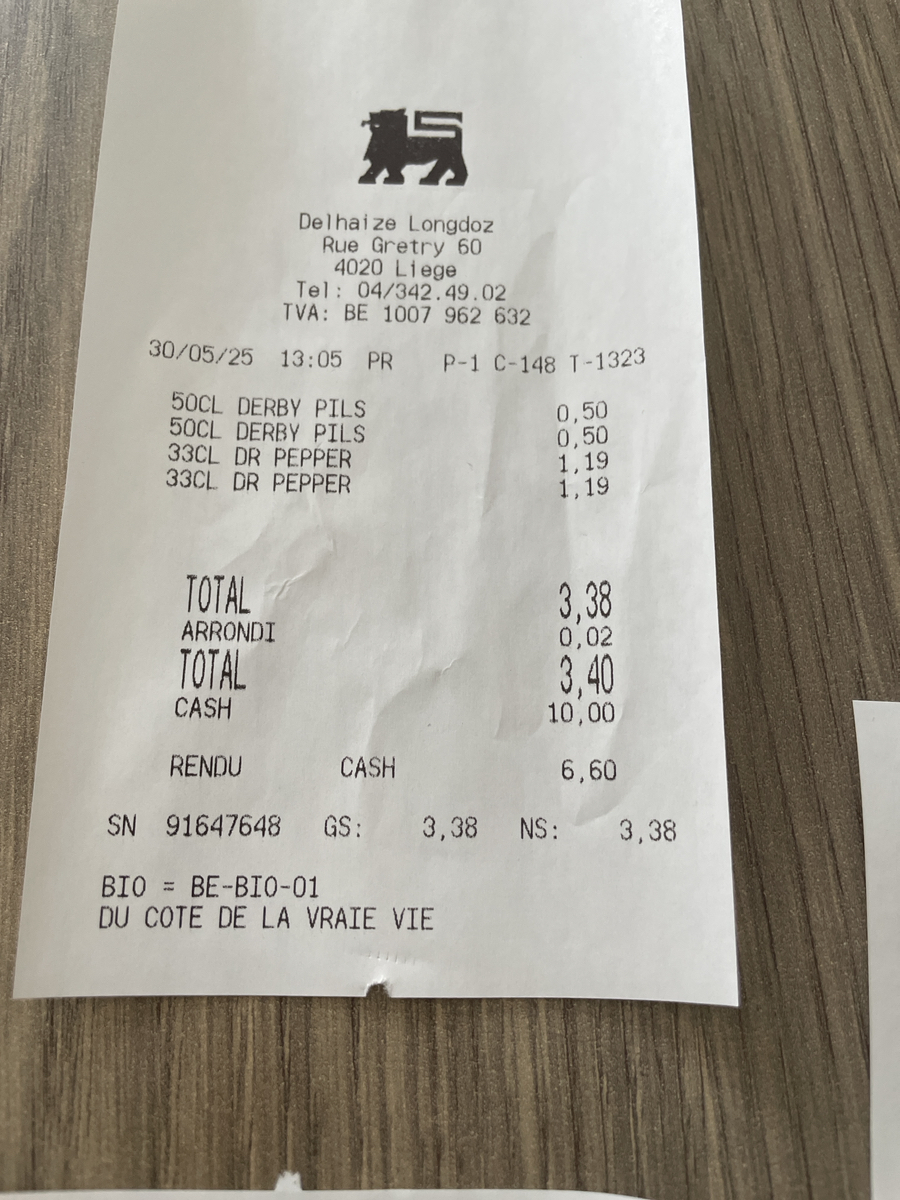 Delhaize Longdoz
Rue Gretry 60
4020 Liege
Tel: 04/342.49.02
TVA: BE 1007 962 632
30/05/25 13:05 PR P-1 C-148 T-1323
50CL DERBY PILS 0,50
50CL DERBY PILS 0,50
33CL DR PEPPER 1,19
33CL DR PEPPER 1,19
TOTAL 3,38
ARRONDI 0,02
TOTAL 3,40
CASH 10,00
RENDU CASH 6,60
SN 91647648 GS: 3,38 NS: 3,38
BIO = BE-BIO-01
DU COTE DE LA VRAIE VIE